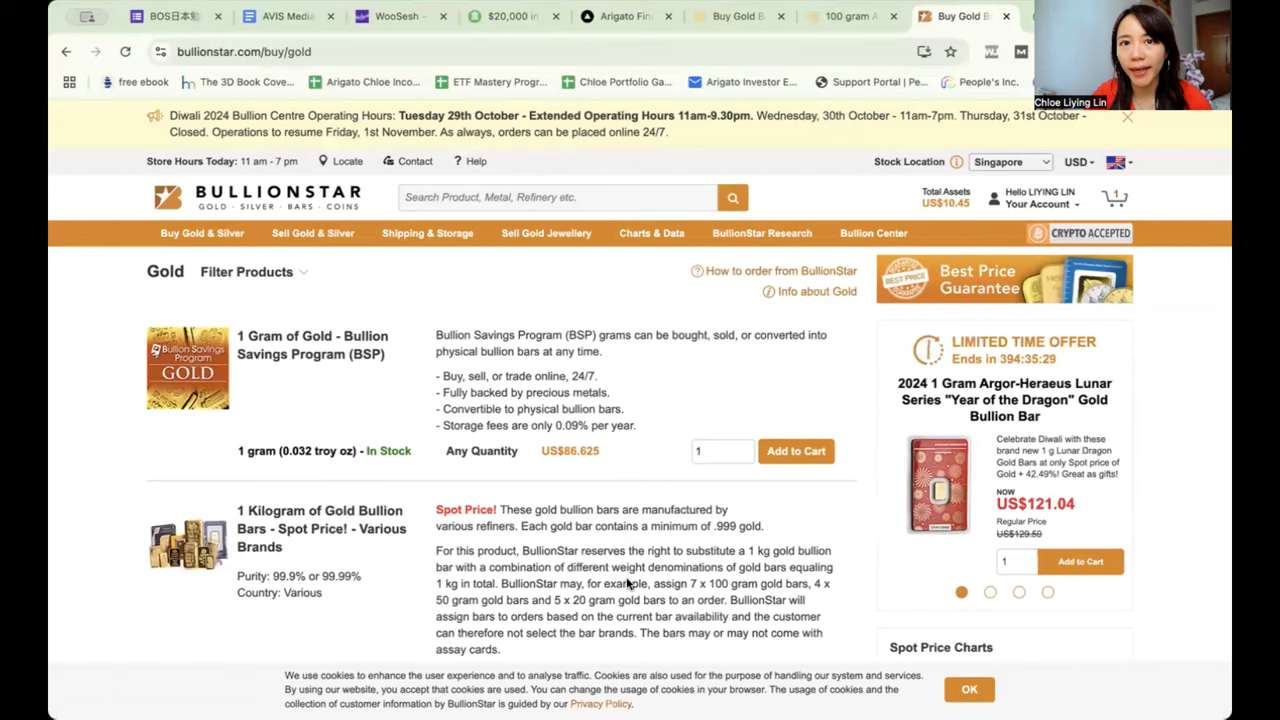 BOS日本勉
AVIS Media
WooSesh -
$20,000 in
Arigato Fin
Buy Gold B
100 gram A
Buy Gold B
bullionstar.com/buy/gold
free ebook
The 3D Book Cove...
Arigato Chloe Inco...
ETF Mastery Progr...
Chloe Portfolio Ga...
Arigato Investor E...
Support Portal | Pe...
People's Inc.
Chloe Liying Lin
Diwali 2024 Bullion Centre Operating Hours: Tuesday 29th October - Extended Operating Hours 11am-9.30pm. Wednesday, 30th October - 11am-7pm. Thursday, 31st October -
Closed. Operations to resume Friday, 1st November. As always, orders can be placed online 24/7.
Store Hours Today: 11 am - 7 pm
Locate
Contact
? Help
Stock Location
Singapore
USD
BULLIONSTAR
GOLD · SILVER · BARS · COINS
Search Product, Metal, Refinery etc.
Total Assets
US$10.45
Hello LIYING LIN
Your Account
1
Buy Gold & Silver
Sell Gold & Silver
Shipping & Storage
Sell Gold Jewellery
Charts & Data
BullionStar Research
Bullion Center
CRYPTO ACCEPTED
Gold
Filter Products
How to order from BullionStar
Info about Gold
BEST PRICE
Best Price
Guarantee
Bullion Savings
Program
GOLD
1 Gram of Gold - Bullion
Savings Program (BSP)
Bullion Savings Program (BSP) grams can be bought, sold, or converted into
physical bullion bars at any time.
- Buy, sell, or trade online, 24/7.
- Fully backed by precious metals.
- Convertible to physical bullion bars.
- Storage fees are only 0.09% per year.
1 gram (0.032 troy oz) - In Stock
Any Quantity
US$86.625
1
Add to Cart
LIMITED TIME OFFER
Ends in 394:35:29
2024 1 Gram Argor-Heraeus Lunar
Series "Year of the Dragon" Gold
Bullion Bar
Celebrate Diwali with these
brand new 1 g Lunar Dragon
Gold Bars at only Spot price of
Gold + 42.49%! Great as gifts!
NOW
US$121.04
Regular Price
US$129.50
1
Add to Cart
1 Kilogram of Gold Bullion
Bars - Spot Price! - Various
Brands
Purity: 99.9% or 99.99%
Country: Various
Spot Price! These gold bullion bars are manufactured by
various refiners. Each gold bar contains a minimum of .999 gold.
For this product, BullionStar reserves the right to substitute a 1 kg gold bullion
bar with a combination of different weight denominations of gold bars equaling
1 kg in total. BullionStar may, for example, assign 7 x 100 gram gold bars, 4 x
50 gram gold bars and 5 x 20 gram gold bars to an order. BullionStar will
assign bars to orders based on the current bar availability and the customer
can therefore not select the bar brands. The bars may or may not come with
assay cards.
Spot Price Charts
We use cookies to enhance the user experience and to analyse traffic. Cookies are also used for the purpose of handling our system and services.
By using our website, you accept that cookies are used. You can change the usage of cookies in your browser. The usage of cookies and the
collection of customer information by BullionStar is guided by our Privacy Policy.
OK